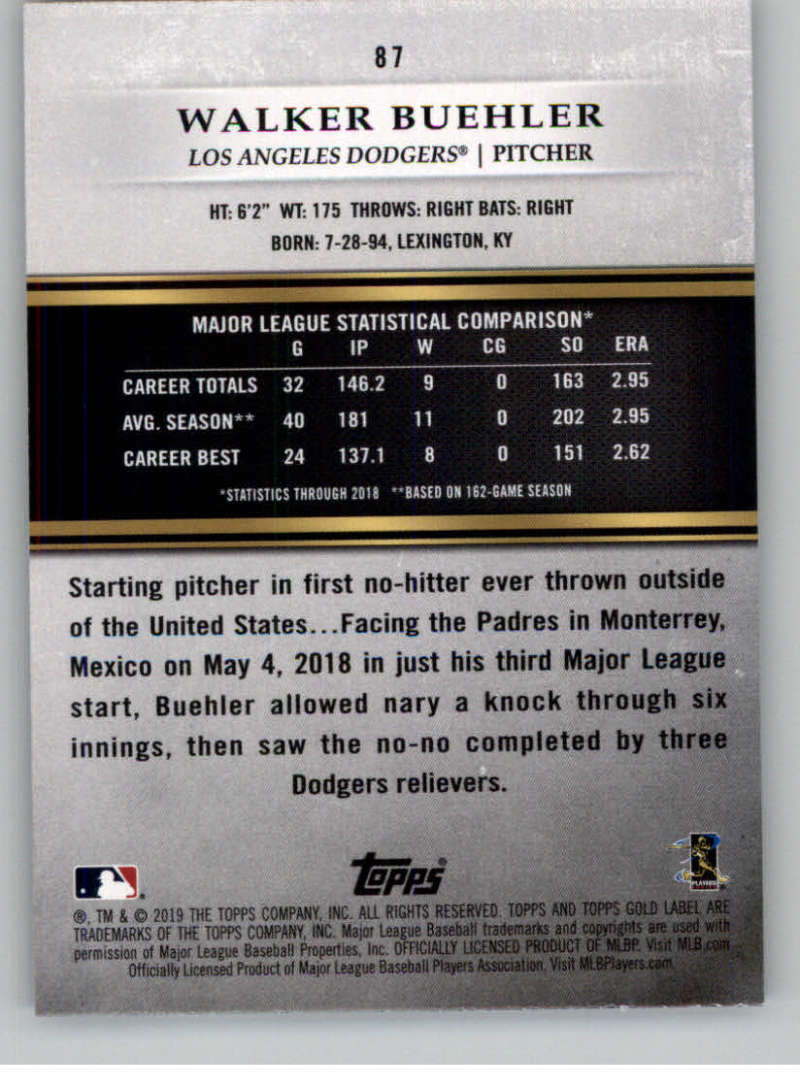 87
WALKER BUEHLER
LOS ANGELES DODGERS® | PITCHER
HT: 6'2" WT: 175 THROWS: RIGHT BATS: RIGHT
BORN: 7-28-94, LEXINGTON, KY
MAJOR LEAGUE STATISTICAL COMPARISON*
G IP W CG SO ERA
CAREER TOTALS 32 146.2 9 0 163 2.95
AVG. SEASON** 40 181 11 0 202 2.95
CAREER BEST 24 137.1 8 0 151 2.62
*STATISTICS THROUGH 2018 **BASED ON 162-GAME SEASON
Starting pitcher in first no-hitter ever thrown outside
of the United States...Facing the Padres in Monterrey,
Mexico on May 4, 2018 in just his third Major League
start, Buehler allowed nary a knock through six
innings, then saw the no-no completed by three
Dodgers relievers.
topps®
PLAYERS
®, TM & © 2019 THE TOPPS COMPANY, INC. ALL RIGHTS RESERVED. TOPPS AND TOPPS GOLD LABEL ARE
TRADEMARKS OF THE TOPPS COMPANY, INC. Major League Baseball trademarks and copyrights are used with
permission of Major League Baseball Properties, Inc. OFFICIALLY LICENSED PRODUCT OF MLBP. Visit MLB.com
Officially Licensed Product of Major League Baseball Players Association. Visit MLBPlayers.com